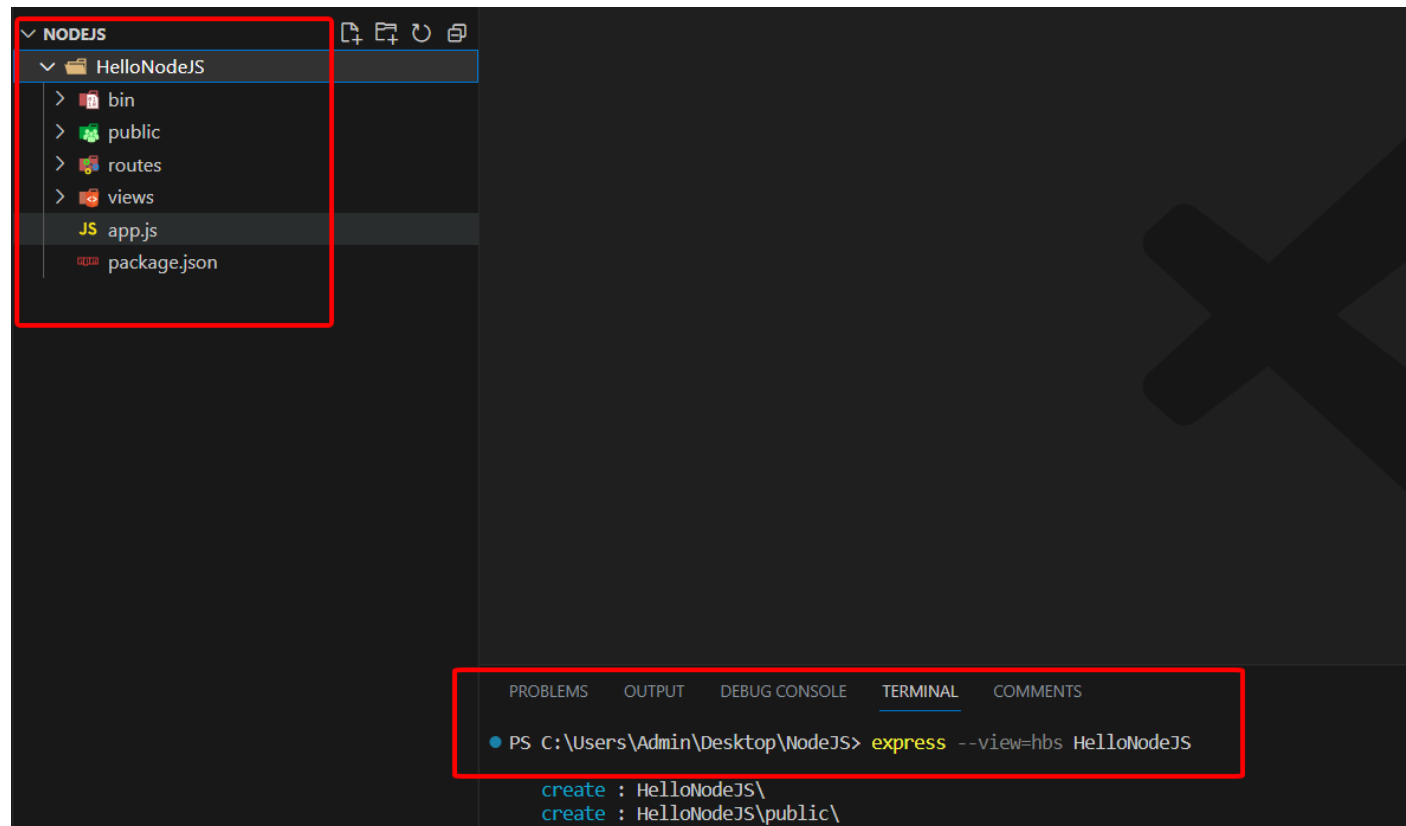 NODEJS
HelloNodeJS
bin
public
routes
views
JS app.js
package.json
PROBLEMS OUTPUT DEBUG CONSOLE TERMINAL COMMENTS
PS C:\Users\Admin\Desktop\NodeJS> express --view=hbs HelloNodeJS
create : HelloNodeJS\
create : HelloNodeJS\public\